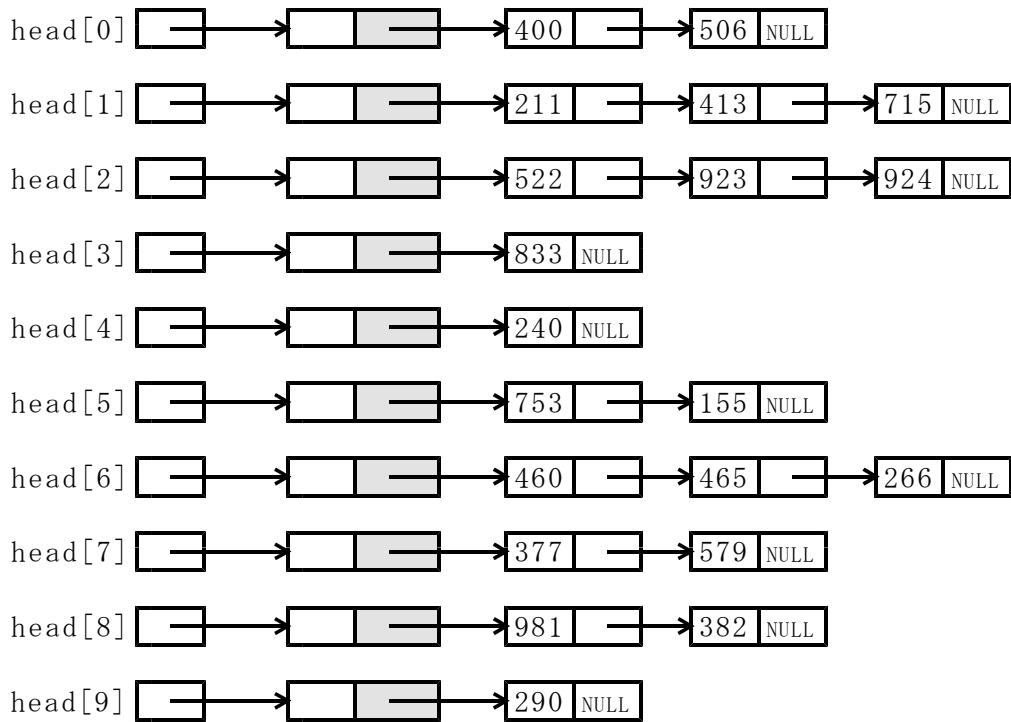 head[0] 400 506 NULL
head[1] 211 413 715 NULL
head[2] 522 923 924 NULL
head[3] 833 NULL
head[4] 240 NULL
head[5] 753 155 NULL
head[6] 460 465 266 NULL
head[7] 377 579 NULL
head[8] 981 382 NULL
head[9] 290 NULL